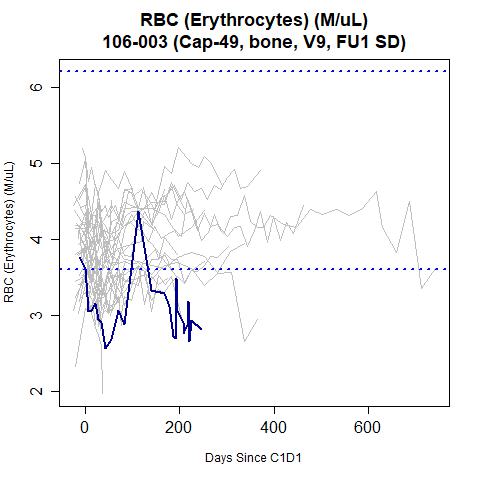 RBC (Erythrocytes) (M/uL)
106-003 (Cap-49, bone, V9, FU1 SD)
RBC (Erythrocytes) (M/uL)
6
5
4
3
2
0
200
400
600
Days Since C1D1